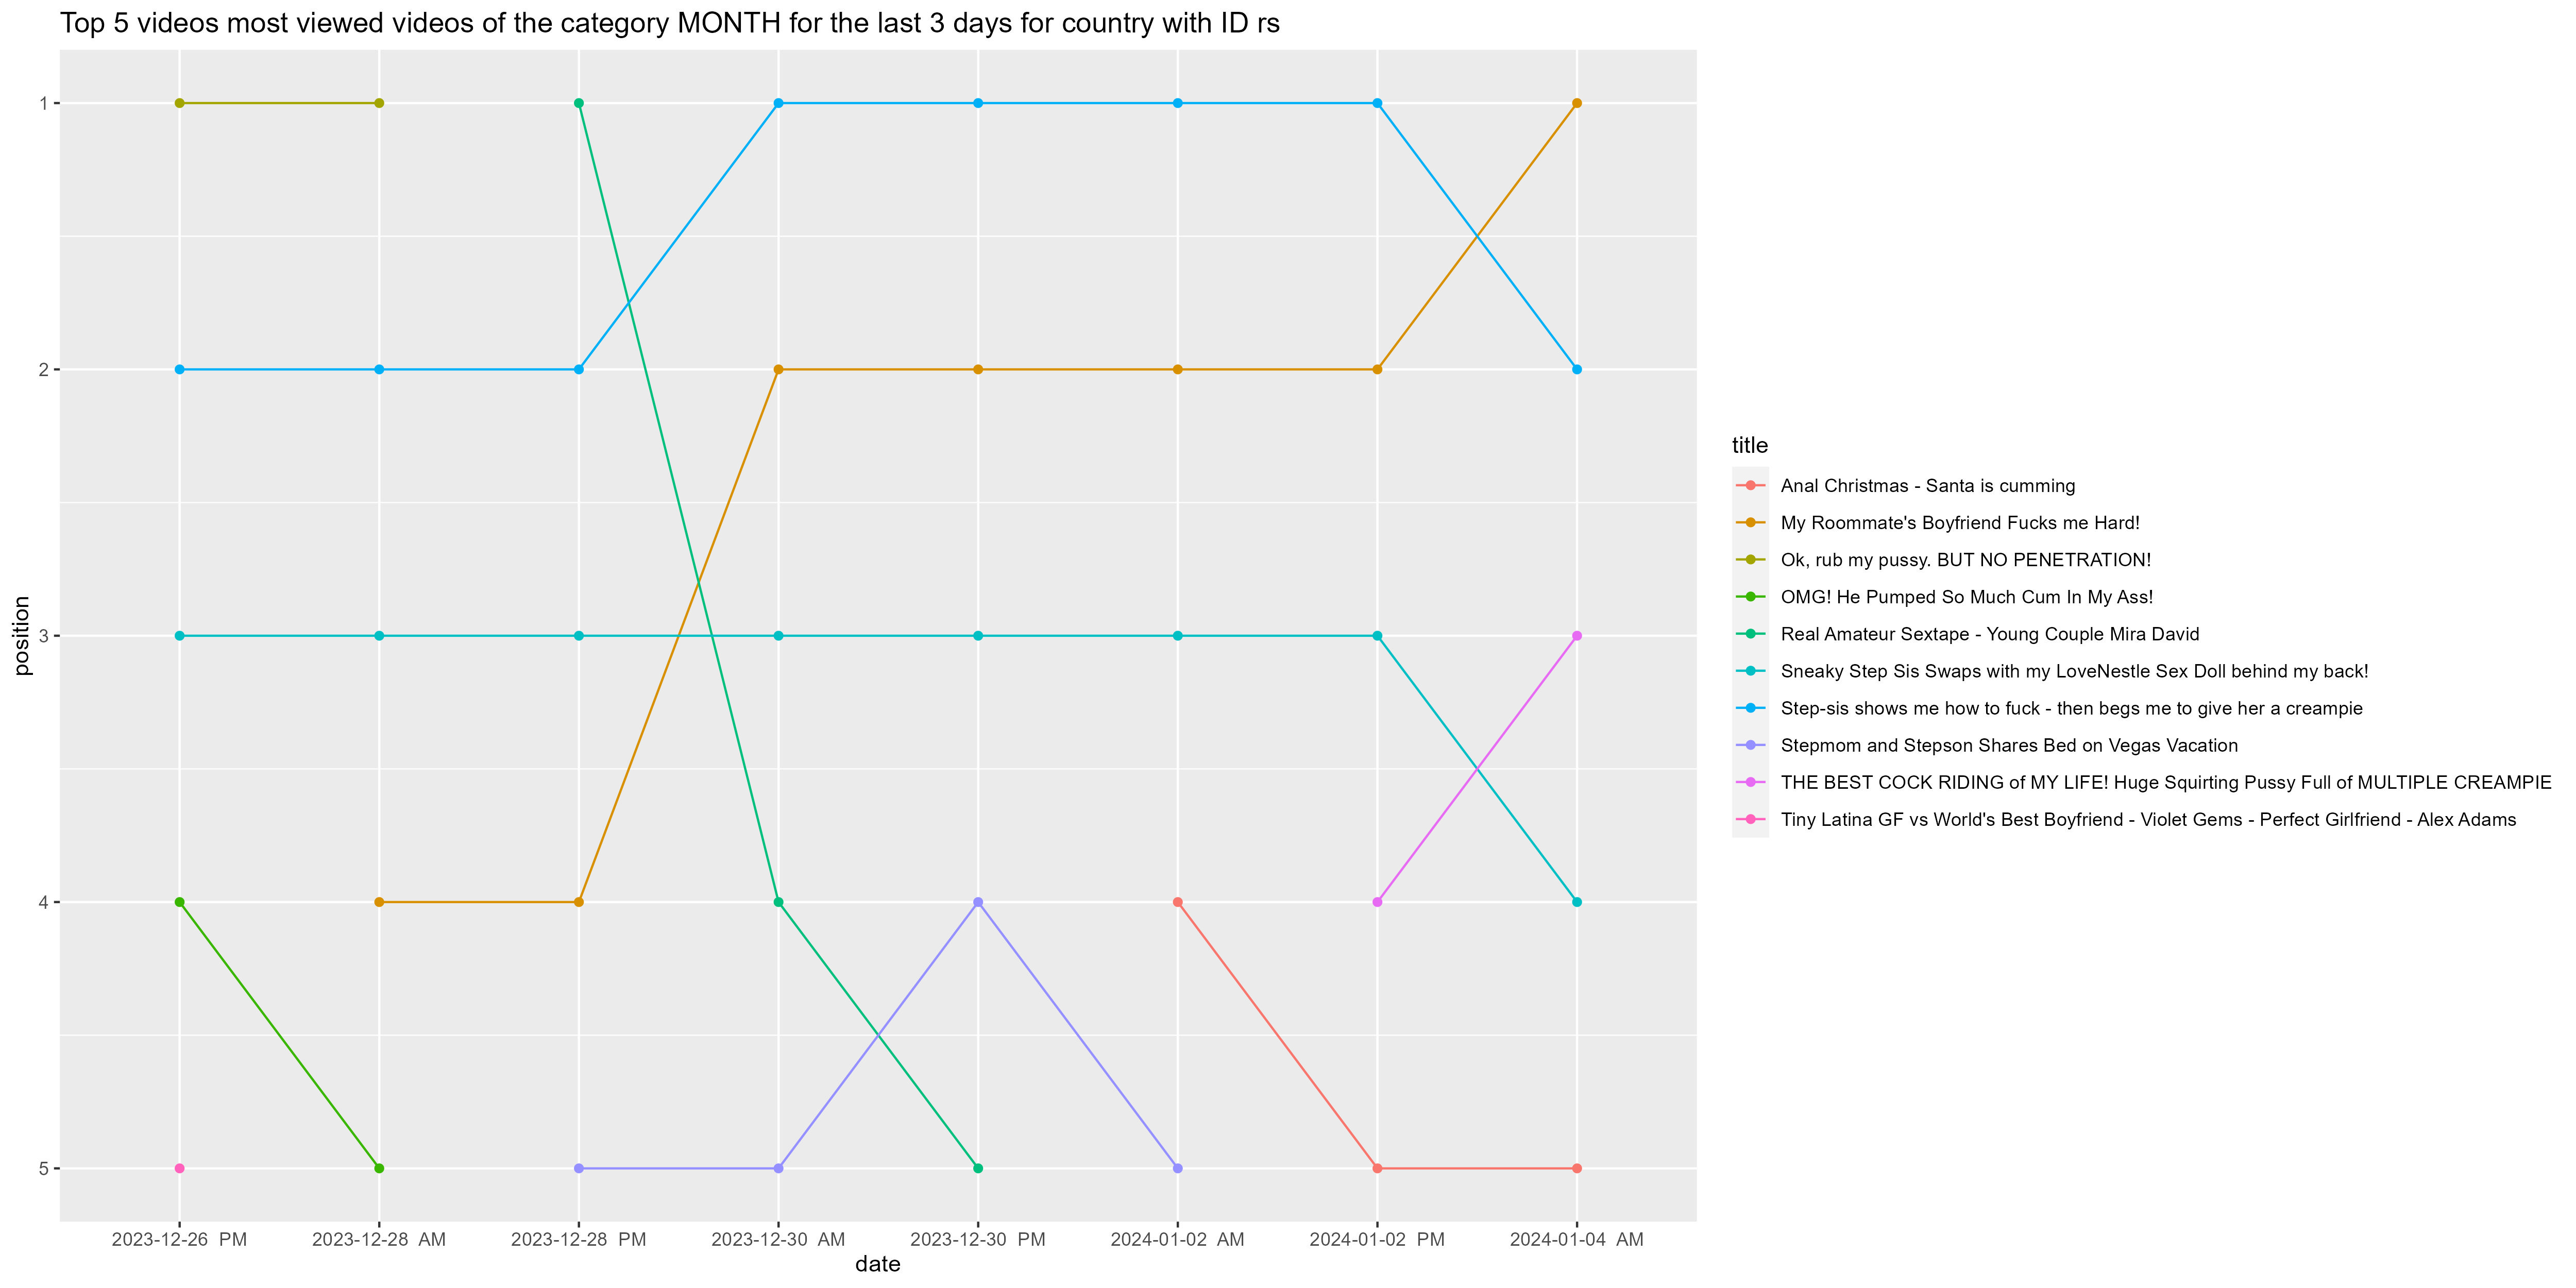 Top 5 videos most viewed videos of the category MONTH for the last 3 days for country with ID rs
position
1
2
3
4
5
2023-12-26 PM
2023-12-28 AM
2023-12-28 PM
2023-12-30 AM
2023-12-30 PM
2024-01-02 AM
2024-01-02 PM
2024-01-04 AM
date
title
Anal Christmas - Santa is cumming
My Roommate's Boyfriend Fucks me Hard!
Ok, rub my pussy. BUT NO PENETRATION!
OMG! He Pumped So Much Cum In My Ass!
Real Amateur Sextape - Young Couple Mira David
Sneaky Step Sis Swaps with my LoveNestle Sex Doll behind my back!
Step-sis shows me how to fuck - then begs me to give her a creampie
Stepmom and Stepson Shares Bed on Vegas Vacation
THE BEST COCK RIDING of MY LIFE! Huge Squirting Pussy Full of MULTIPLE CREAMPIE
Tiny Latina GF vs World's Best Boyfriend - Violet Gems - Perfect Girlfriend - Alex Adams